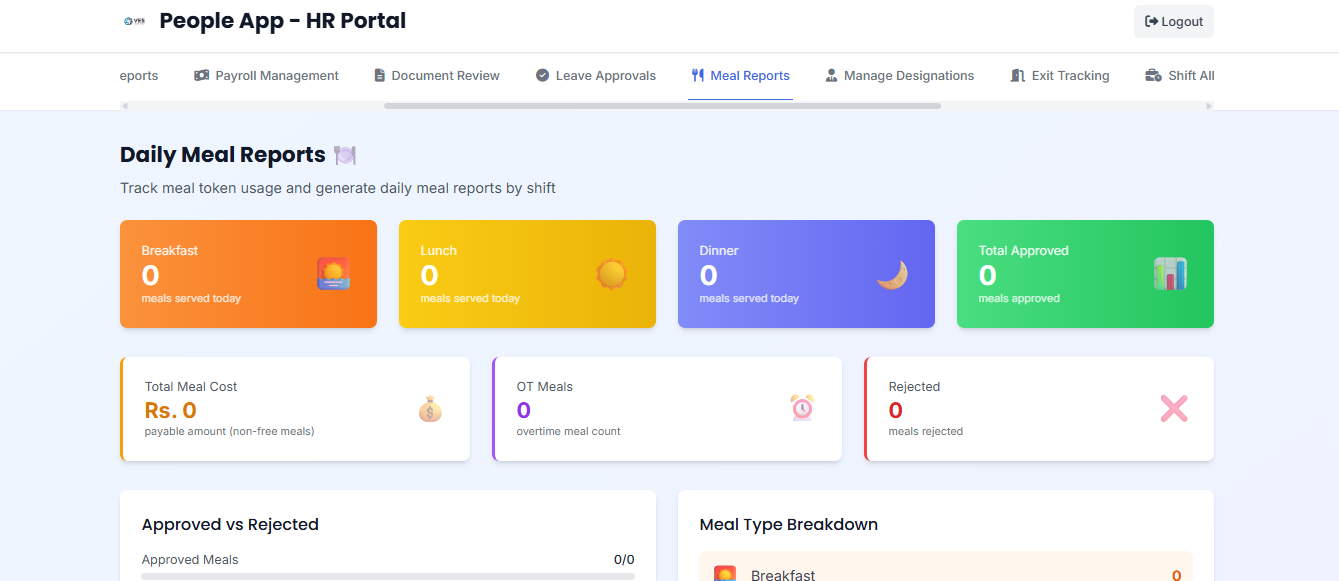 VES
People App - HR Portal
Logout
eports
Payroll Management
Document Review
Leave Approvals
Meal Reports
Manage Designations
Exit Tracking
Shift All
Daily Meal Reports
Track meal token usage and generate daily meal reports by shift
Breakfast
0
meals served today
Lunch
0
meals served today
Dinner
0
meals served today
Total Approved
0
meals approved
Total Meal Cost
Rs. 0
payable amount (non-free meals)
OT Meals
0
overtime meal count
Rejected
0
meals rejected
Approved vs Rejected
Approved Meals
0/0
Meal Type Breakdown
Breakfast
0